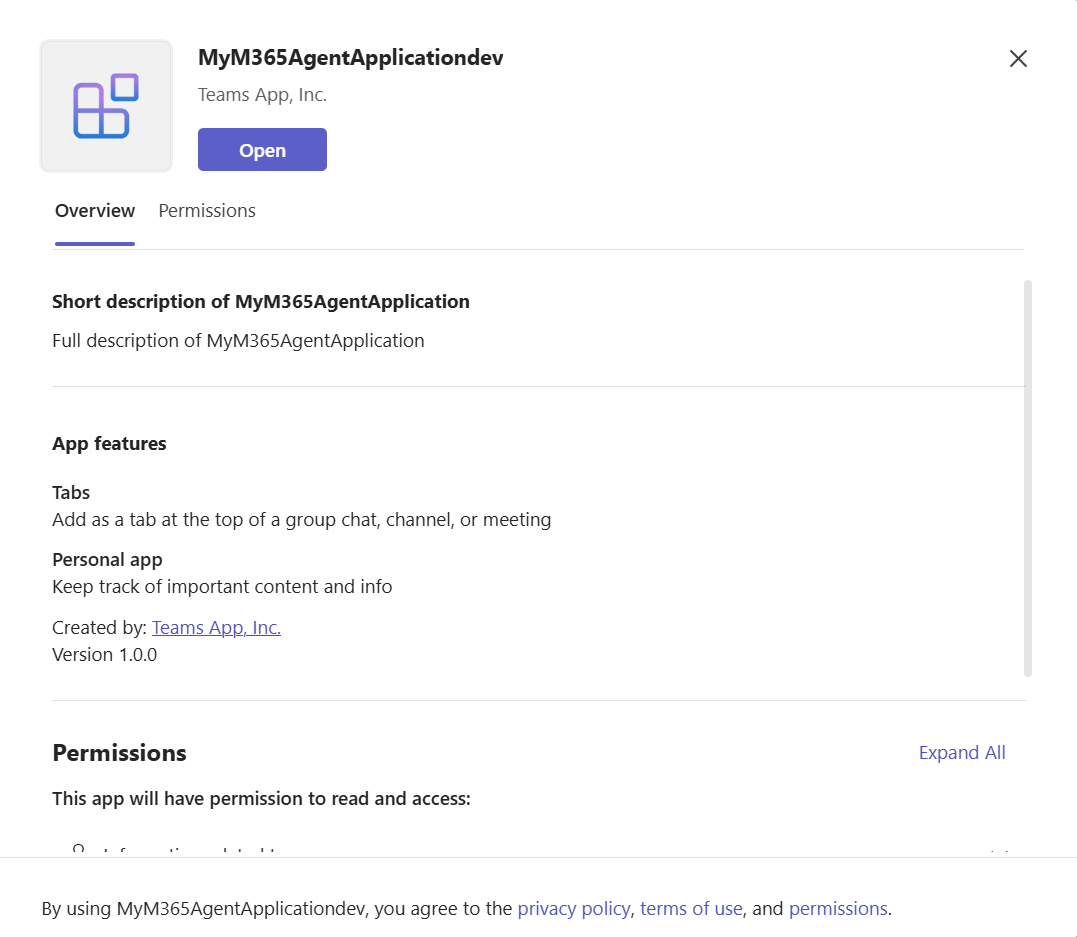 MyM365AgentApplicationdev
Teams App, Inc.
Open
Overview
Permissions
Short description of MyM365AgentApplication
Full description of MyM365AgentApplication
App features
Tabs
Add as a tab at the top of a group chat, channel, or meeting
Personal app
Keep track of important content and info
Created by: Teams App, Inc.
Version 1.0.0
Permissions
Expand All
This app will have permission to read and access:
By using MyM365AgentApplicationdev, you agree to the privacy policy, terms of use, and permissions.